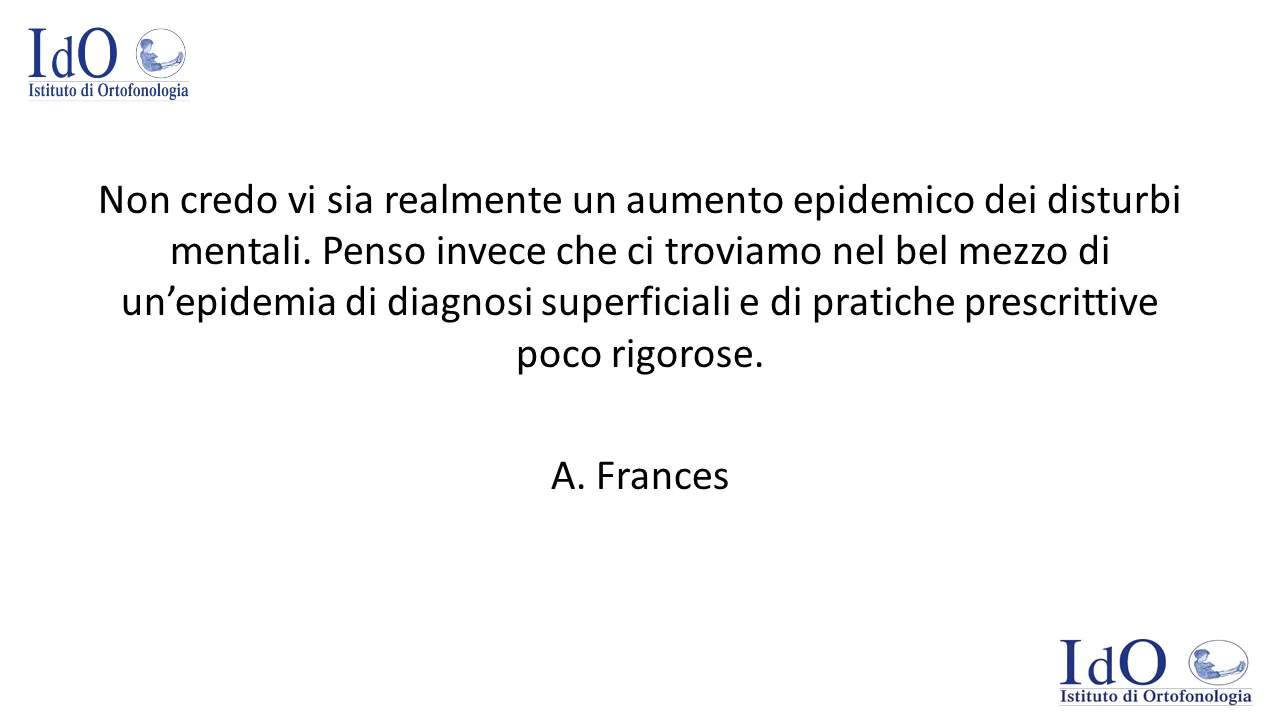 IdO
Istituto di Ortofonologia
Non credo vi sia realmente un aumento epidemico dei disturbi
mentali. Penso invece che ci troviamo nel bel mezzo di
un’epidemia di diagnosi superficiali e di pratiche prescrittive
poco rigorose.
A. Frances
IdO
Istituto di Ortofonologia